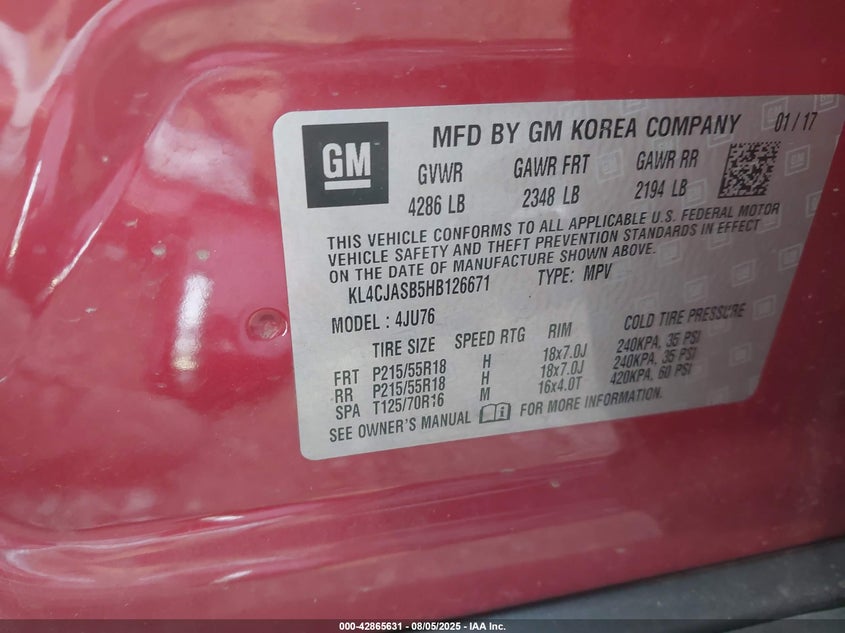 GM
MFD BY GM KOREA COMPANY 01/17
GVWR GAWR FRT GAWR RR
4286 LB 2348 LB 2194 LB
THIS VEHICLE CONFORMS TO ALL APPLICABLE U.S. FEDERAL MOTOR
VEHICLE SAFETY AND THEFT PREVENTION STANDARDS IN EFFECT
ON THE DATE OF MANUFACTURE SHOWN ABOVE.
KL4CJASB5HB126671 TYPE: MPV
MODEL : 4JU76
TIRE SIZE SPEED RTG RIM COLD TIRE PRESSURE
FRT P215/55R18 H 18x7.0J 240KPA, 35 PSI
RR P215/55R18 H 18x7.0J 240KPA, 35 PSI
SPA T125/70R16 M 16x4.0T 420KPA, 60 PSI
SEE OWNER'S MANUAL i FOR MORE INFORMATION.
000-42865631 - 08/05/2025 - IAA Inc.